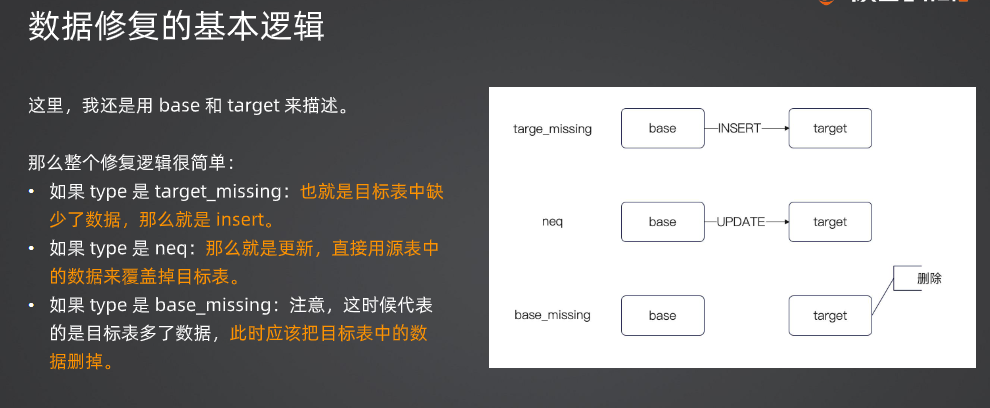 数据修复的基本逻辑
这里，我还是用 base 和 target 来描述。
那么整个修复逻辑很简单：
• 如果 type 是 target_missing：也就是目标表中缺
少了数据，那么就是 insert。
• 如果 type 是 neq：那么就是更新，直接用源表中
的数据来覆盖掉目标表。
• 如果 type 是 base_missing：注意，这时候代表
的是目标表多了数据，此时应该把目标表中的数
据删掉。
targe_missing base INSERT target
neq base UPDATE target
删除
base_missing base target